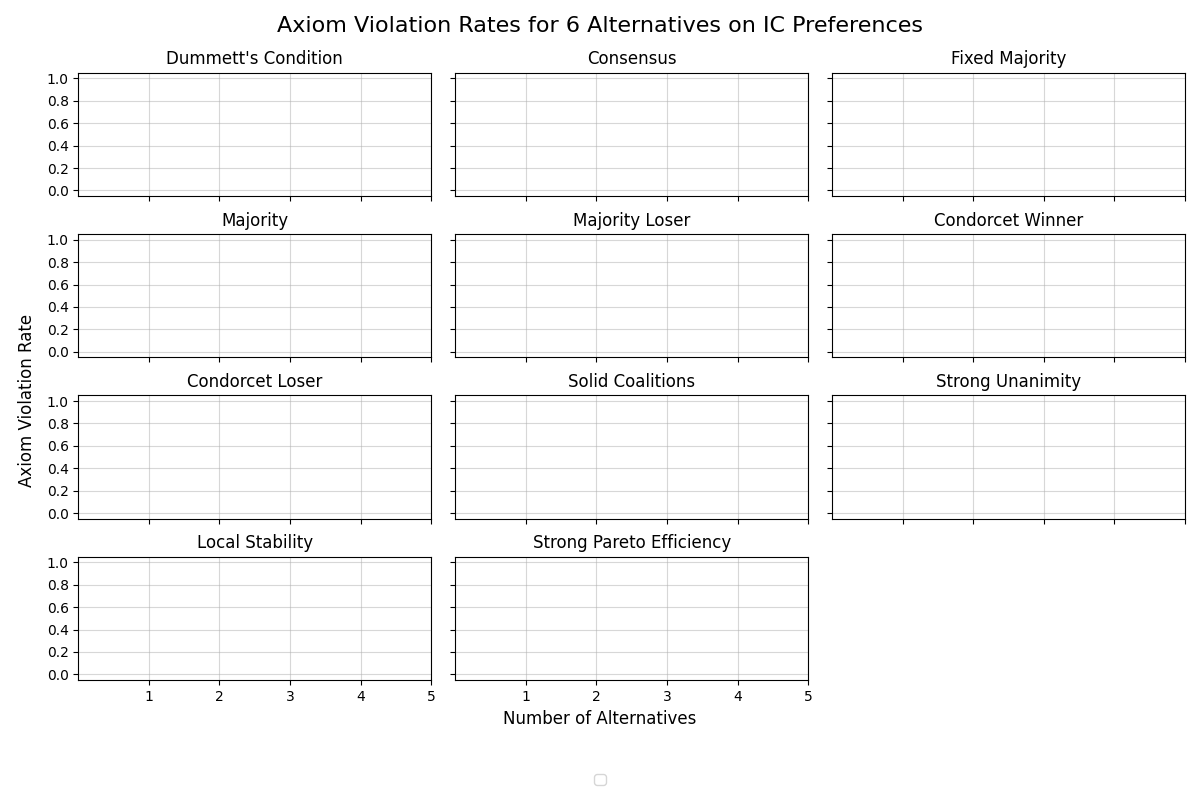 Axiom Violation Rates for 6 Alternatives on IC Preferences
Dummett's Condition
Consensus
Fixed Majority
1.0
0.8
0.6
0.4
0.2
0.0
Majority
Majority Loser
Condorcet Winner
1.0
0.8
0.6
0.4
0.2
0.0
Axiom Violation Rate
Condorcet Loser
Solid Coalitions
Strong Unanimity
1.0
0.8
0.6
0.4
0.2
0.0
Local Stability
Strong Pareto Efficiency
1.0
0.8
0.6
0.4
0.2
0.0
1 2 3 4 5
1 2 3 4 5
Number of Alternatives